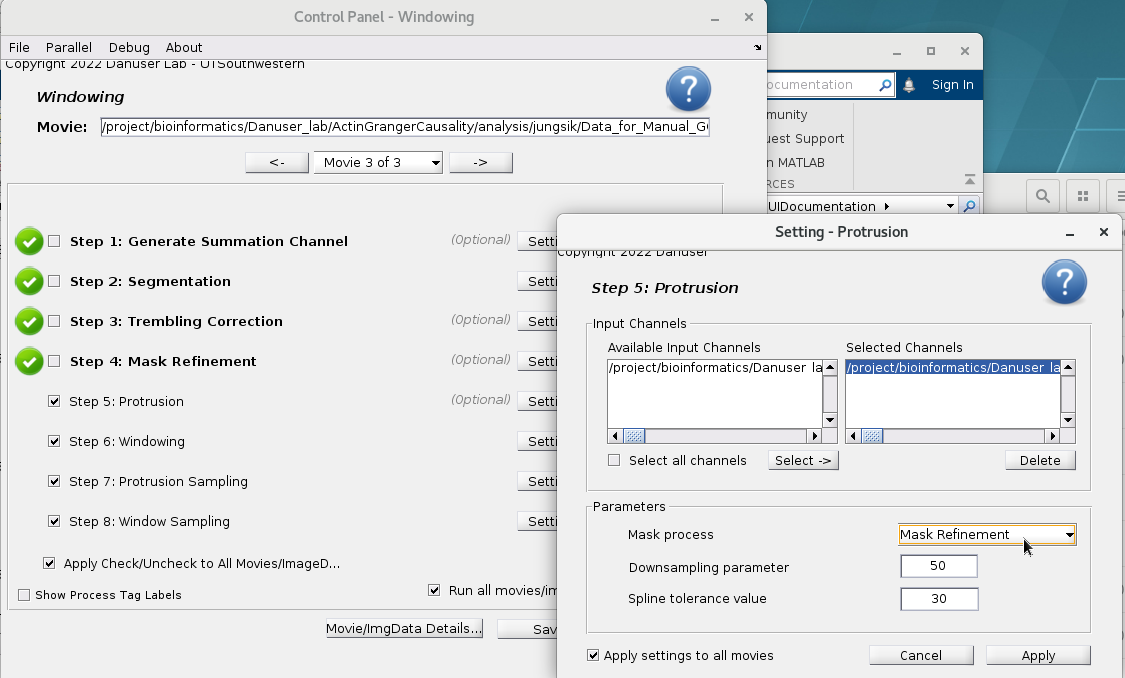 Control Panel - Windowing
File Parallel Debug About
Copyright 2022 Danuser Lab - UTSouthwestern
Windowing
Movie: /project/bioinformatics/Danuser_lab/ActinGrangerCausality/analysis/jungsik/Data_for_Manual_G
<- Movie 3 of 3 ->
Step 1: Generate Summation Channel (Optional) Setti
Step 2: Segmentation
Step 3: Trembling Correction (Optional) Setti
Step 4: Mask Refinement (Optional) Setti
Step 5: Protrusion (Optional) Setti
Step 6: Windowing Setti
Step 7: Protrusion Sampling Setti
Step 8: Window Sampling Setti
Apply Check/Uncheck to All Movies/ImageD...
Show Process Tag Labels
Run all movies/im
Movie/ImgData Details... Sav
ocumentation Sign In
munity
uest Support
n MATLAB
RCES
UIDocumentation
Setting - Protrusion
Copyright 2022 Danuser
Step 5: Protrusion
Input Channels
Available Input Channels Selected Channels
/project/bioinformatics/Danuser_la /project/bioinformatics/Danuser_la
Select all channels Select -> Delete
Parameters
Mask process Mask Refinement
Downsampling parameter 50
Spline tolerance value 30
Apply settings to all movies Cancel Apply